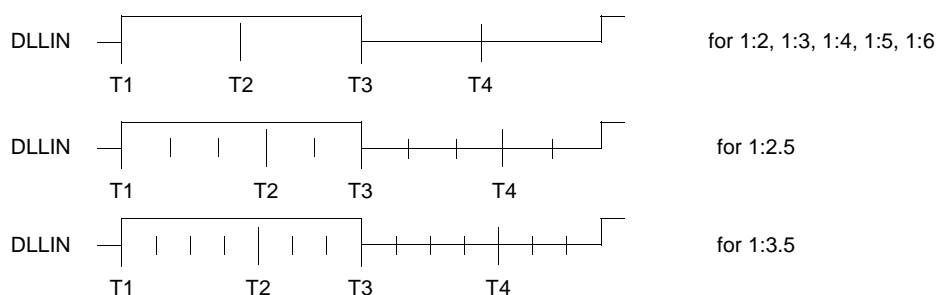 DLLIN for 1:2, 1:3, 1:4, 1:5, 1:6
T1 T2 T3 T4
DLLIN for 1:2.5
T1 T2 T3 T4
DLLIN for 1:3.5
T1 T2 T3 T4